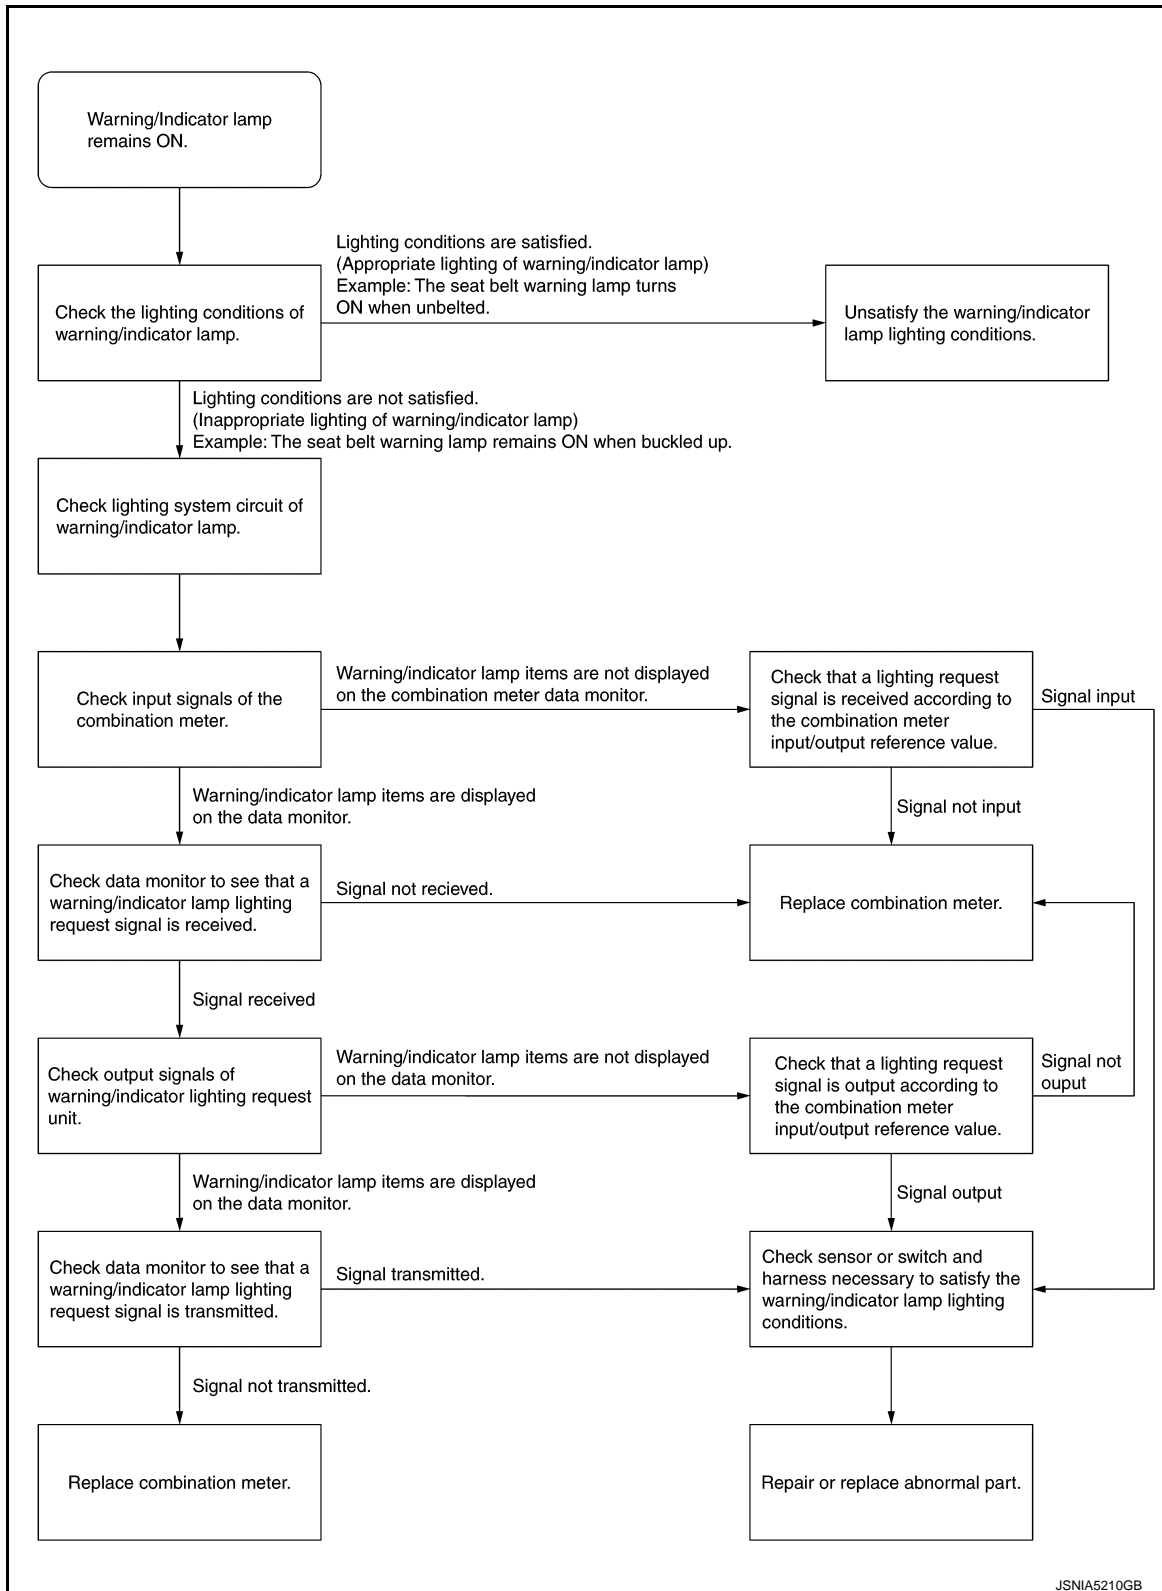 Warning/Indicator lamp
remains ON.
Lighting conditions are satisfied.
(Appropriate lighting of warning/indicator lamp)
Example: The seat belt warning lamp turns
ON when unbelted.
Check the lighting conditions of
warning/indicator lamp.
Unsatisfy the warning/indicator
lamp lighting conditions.
Lighting conditions are not satisfied.
(Inappropriate lighting of warning/indicator lamp)
Example: The seat belt warning lamp remains ON when buckled up.
Check lighting system circuit of
warning/indicator lamp.
Check input signals of the
combination meter.
Warning/indicator lamp items are not displayed
on the combination meter data monitor.
Check that a lighting request
signal is received according to
the combination meter
input/output reference value.
Signal input
Warning/indicator lamp items are displayed
on the data monitor.
Signal not input
Check data monitor to see that a
warning/indicator lamp lighting
request signal is received.
Signal not recieved.
Replace combination meter.
Signal received
Check output signals of
warning/indicator lighting request
unit.
Warning/indicator lamp items are not displayed
on the data monitor.
Check that a lighting request
signal is output according to
the combination meter
input/output reference value.
Signal not
ouput
Warning/indicator lamp items are displayed
on the data monitor.
Signal output
Check data monitor to see that a
warning/indicator lamp lighting
request signal is transmitted.
Signal transmitted.
Check sensor or switch and
harness necessary to satisfy the
warning/indicator lamp lighting
conditions.
Signal not transmitted.
Replace combination meter.
Repair or replace abnormal part.
JSNIA5210GB